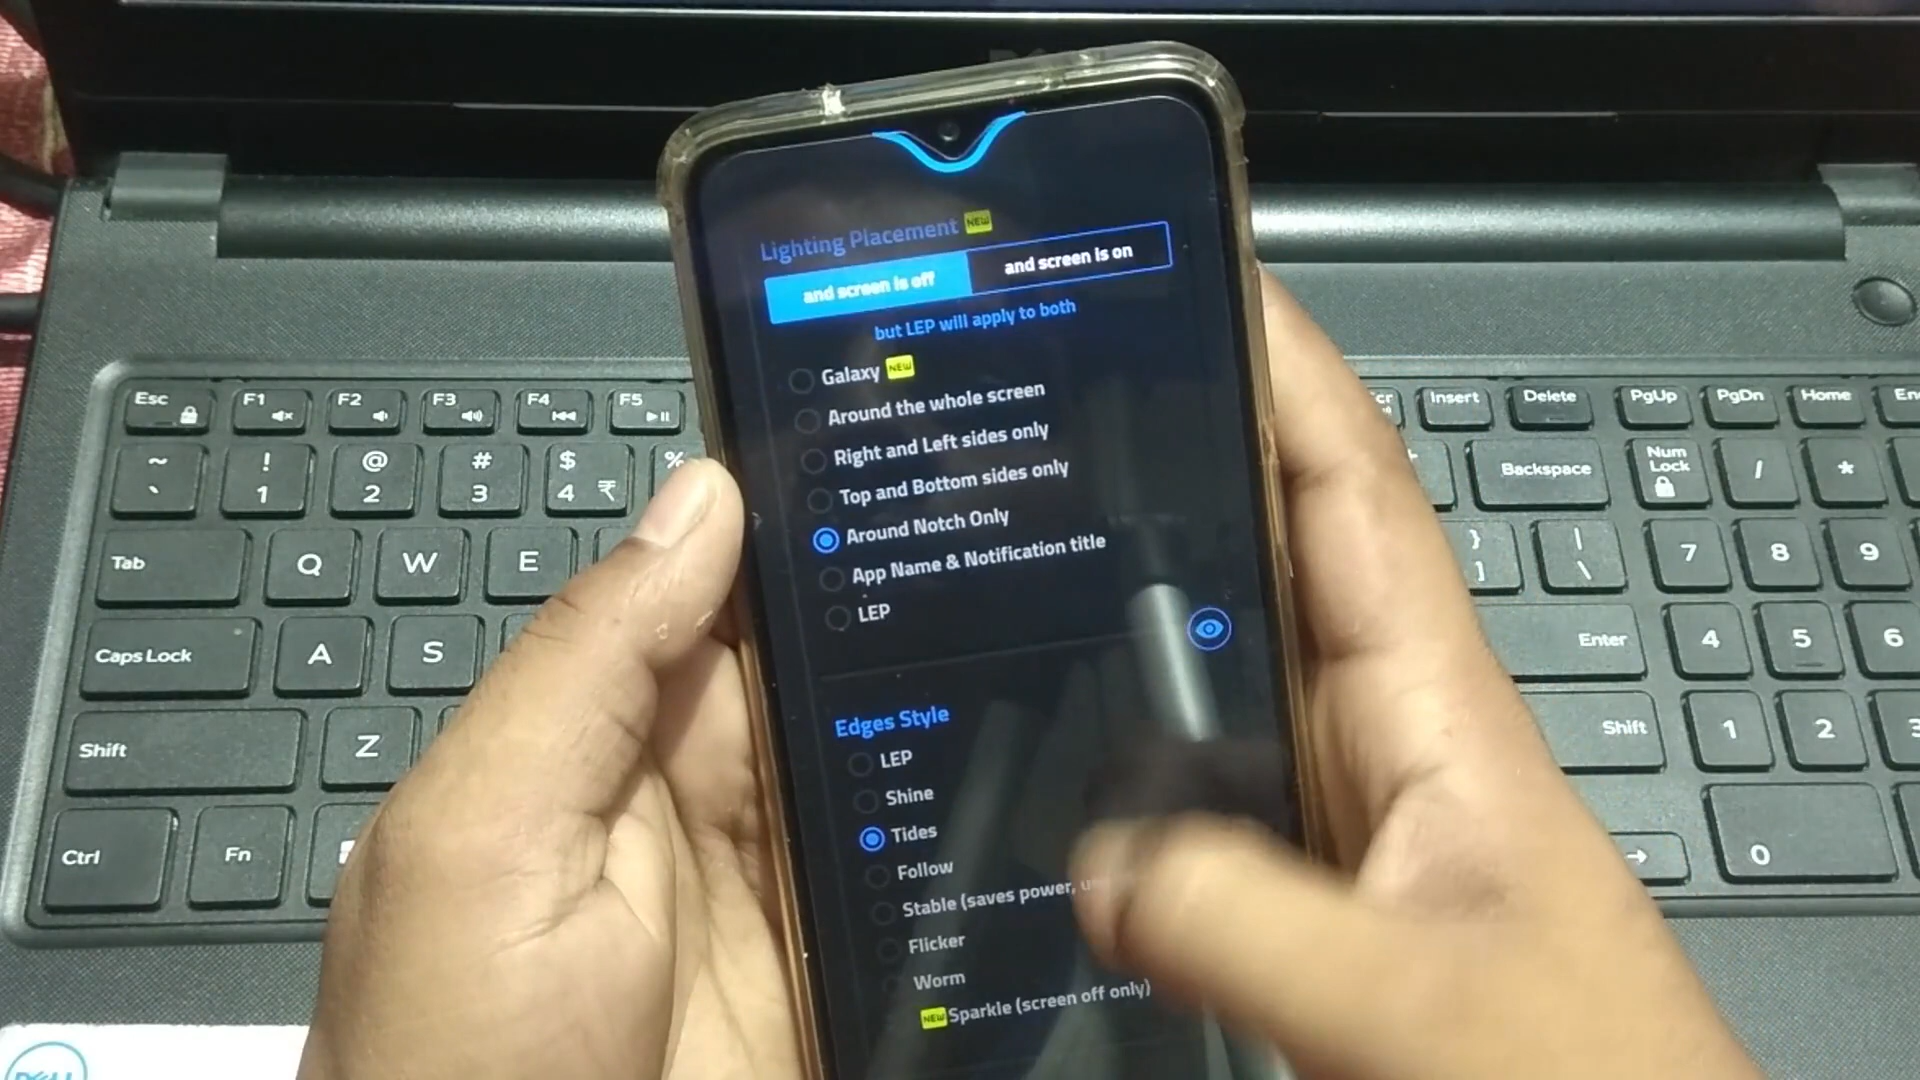 Lighting Placement NEW
and screen is off
and screen is on
but LEP will apply to both
Galaxy NEW
Around the whole screen
Right and Left sides only
Top and Bottom sides only
Around Notch Only
App Name & Notification title
LEP
Edges Style
LEP
Shine
Tides
Follow
Stable (saves power,
Flicker
Worm
NEW Sparkle (screen off only)
Esc F1 F2 F3 F4 F5
Insert Delete PgUp PgDn Home
~ ! @ # $ %
` 1 2 3 4 ₹
Backspace Num Lock / *
Tab Q W E
} ] | \ 7 8 9
Caps Lock A S
Enter 4 5 6
Shift Z
Shift 1 2 3
Ctrl Fn
0
DELL